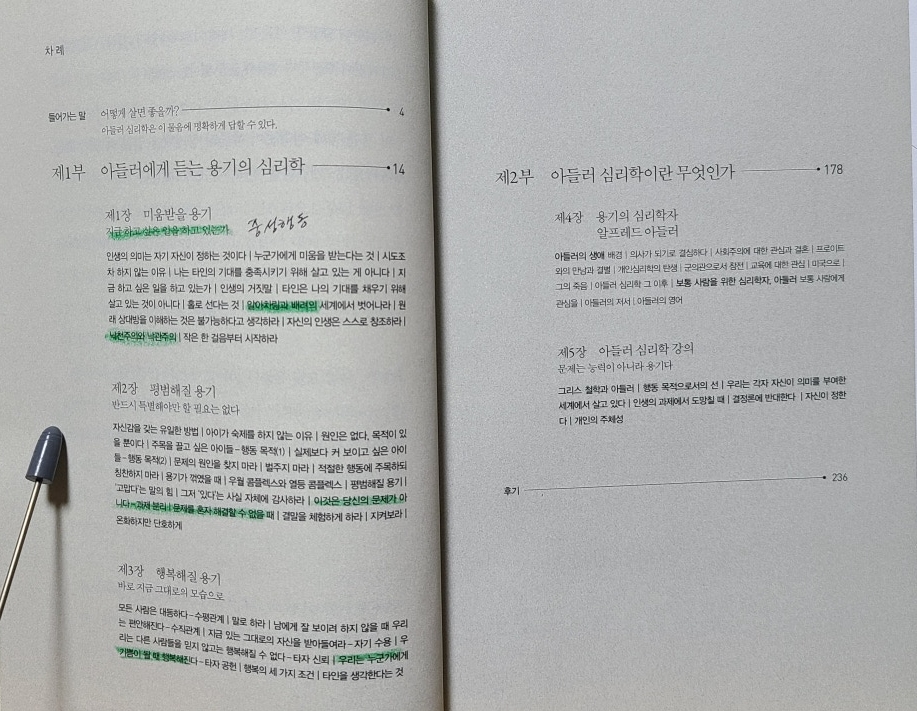 차례
들어가는 말 어떻게 살면 좋을까? 4
아들러 심리학은 이 물음에 명확하게 답할 수 있다.
제1부 아들러에게 듣는 용기의 심리학 14
제1장 미움받을 용기
지금 하고 싶은 일을 하고 있는가 중성행동
인생의 의미는 자기 자신이 정하는 것이다 | 누군가에게 미움을 받는다는 것 | 시도조
차 하지 않는 이유 | 나는 타인의 기대를 충족시키기 위해 살고 있는 게 아니다 | 지
금 하고 싶은 일을 하고 있는가 | 인생의 거짓말 | 타인은 나의 기대를 채우기 위해
살고 있는 것이 아니다 | 홀로 선다는 것 | 알아차림과 배려의 세계에서 벗어나라 | 원
래 상대방을 이해하는 것은 불가능하다고 생각하라 | 자신의 인생은 스스로 창조하라 |
낙천주의와 낙관주의 | 작은 한 걸음부터 시작하라
제2장 평범해질 용기
반드시 특별해야만 할 필요는 없다
자신감을 갖는 유일한 방법 | 아이가 숙제를 하지 않는 이유 | 원인은 없다, 목적이 있
을 뿐이다 | 주목을 끌고 싶은 아이들–행동 목적(1) | 실제보다 커 보이고 싶은 아이
들–행동 목적(2) | 문제의 원인을 찾지 마라 | 벌주지 마라 | 적절한 행동에 주목하되
칭찬하지 마라 | 용기가 꺾였을 때 | 우월 콤플렉스와 열등 콤플렉스 | 평범해질 용기 |
'고맙다'는 말의 힘 | 그저 '있다'는 사실 자체에 감사하라 | 이것은 당신의 문제가 아
니다–과제 분리 | 문제를 혼자 해결할 수 없을 때 | 결말을 체험하게 하라 | 지켜보라 |
온화하지만 단호하게
제3장 행복해질 용기
바로 지금 그대로의 모습으로
모든 사람은 대등하다–수평관계 | 말로 하라 | 남에게 잘 보이려 하지 않을 때 우리
는 편안해진다–수직관계 | 지금 있는 그대로의 자신을 받아들여라–자기 수용 | 우
리는 다른 사람들을 믿지 않고는 행복해질 수 없다–타자 신뢰 | 우리는 누군가에게
기쁨이 될 때 행복해진다–타자 공헌 | 행복의 세 가지 조건 | 타인을 생각한다는 것
제2부 아들러 심리학이란 무엇인가 178
제4장 용기의 심리학자
알프레드 아들러
아들러의 생애 배경 | 의사가 되기로 결심하다 | 사회주의에 대한 관심과 결혼 | 프로이트
와의 만남과 결별 | 개인심리학의 탄생 | 군의관으로서 참전 | 교육에 대한 관심 | 미국으로 |
그의 죽음 | 아들러 심리학 그 이후 | 보통 사람을 위한 심리학자, 아들러 보통 사람에게
관심을 | 아들러의 저서 | 아들러의 영어
제5장 아들러 심리학 강의
문제는 능력이 아니라 용기다
그리스 철학과 아들러 | 행동 목적으로서의 선 | 우리는 각자 자신이 의미를 부여한
세계에서 살고 있다 | 인생의 과제에서 도망칠 때 | 결정론에 반대한다 | 자신이 정한
다 | 개인의 주체성
후기 236